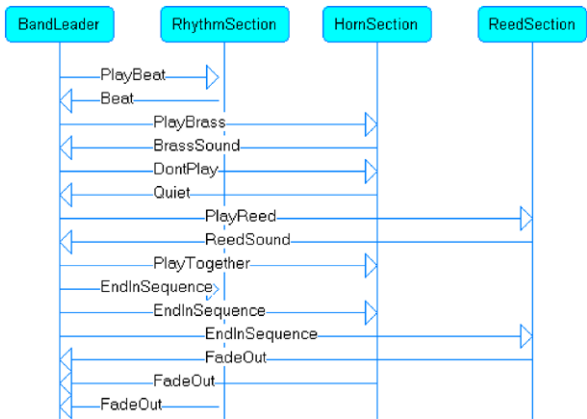 BandLeader RhythmSection HornSection ReedSection
PlayBeat
Beat
PlayBrass
BrassSound
DontPlay
Quiet
PlayReed
ReedSound
PlayTogether
EndInSequence
EndInSequence
EndInSequence
FadeOut
FadeOut
FadeOut